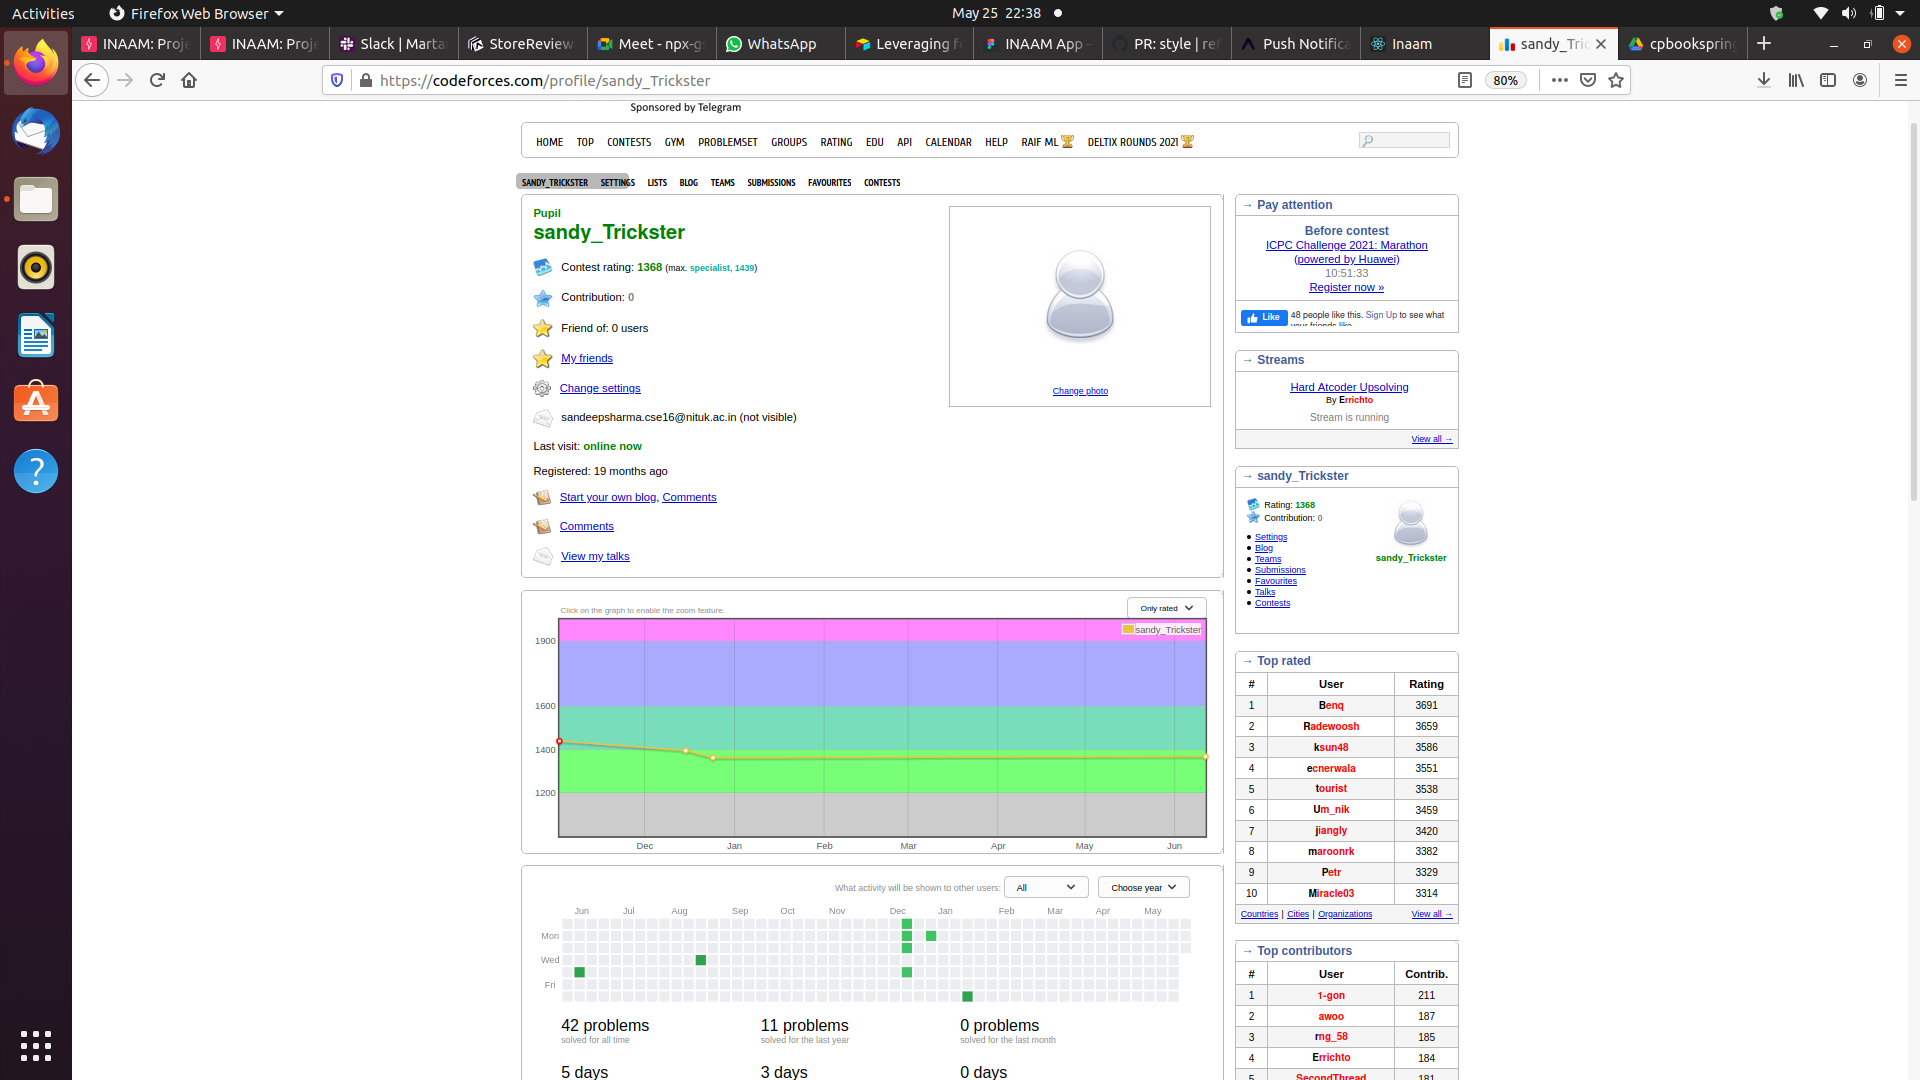 Activities
Firefox Web Browser
May 25 22:38
INAAM: Proje
INAAM: Proje
Slack | Marta
StoreReview
Meet - npx-g
WhatsApp
Leveraging f
INAAM App -
PR: style | ref
Push Notifica
Inaam
sandy_Tric
cpbookspring
https://codeforces.com/profile/sandy_Trickster
80%
Sponsored by Telegram
HOME TOP CONTESTS GYM PROBLEMSET GROUPS RATING EDU API CALENDAR HELP RAIF ML DELTIX ROUNDS 2021
SANDY_TRICKSTER SETTINGS LISTS BLOG TEAMS SUBMISSIONS FAVOURITES CONTESTS
Pupil
sandy_Trickster
Contest rating: 1368 (max. specialist, 1439)
Contribution: 0
Friend of: 0 users
My friends
Change settings
sandeepsharma.cse16@nituk.ac.in (not visible)
Last visit: online now
Registered: 19 months ago
Start your own blog, Comments
Comments
View my talks
Change photo
Click on the graph to enable the zoom feature.
Only rated
sandy_Trickster
1900
1600
1400
1200
Dec Jan Feb Mar Apr May Jun
What activity will be shown to other users: All Choose year
Jun Jul Aug Sep Oct Nov Dec Jan Feb Mar Apr May
Mon
Wed
Fri
42 problems
solved for all time
11 problems
solved for the last year
0 problems
solved for the last month
5 days
3 days
0 days
→ Pay attention
Before contest
ICPC Challenge 2021: Marathon
(powered by Huawei)
10:51:33
Register now »
Like 48 people like this. Sign Up to see what
your friends like.
→ Streams
Hard Atcoder Upsolving
By Errichto
Stream is running
View all →
→ sandy_Trickster
Rating: 1368
Contribution: 0
Settings
Blog
Teams
Submissions
Favourites
Talks
Contests
sandy_Trickster
→ Top rated
# User Rating
1 Benq 3691
2 Radewoosh 3659
3 ksun48 3586
4 ecnerwala 3551
5 tourist 3538
6 Um_nik 3459
7 jiangly 3420
8 maroonrk 3382
9 Petr 3329
10 Miracle03 3314
Countries | Cities | Organizations View all →
→ Top contributors
# User Contrib.
1 1-gon 211
2 awoo 187
3 rng_58 185
4 Errichto 184
5 SecondThread 181